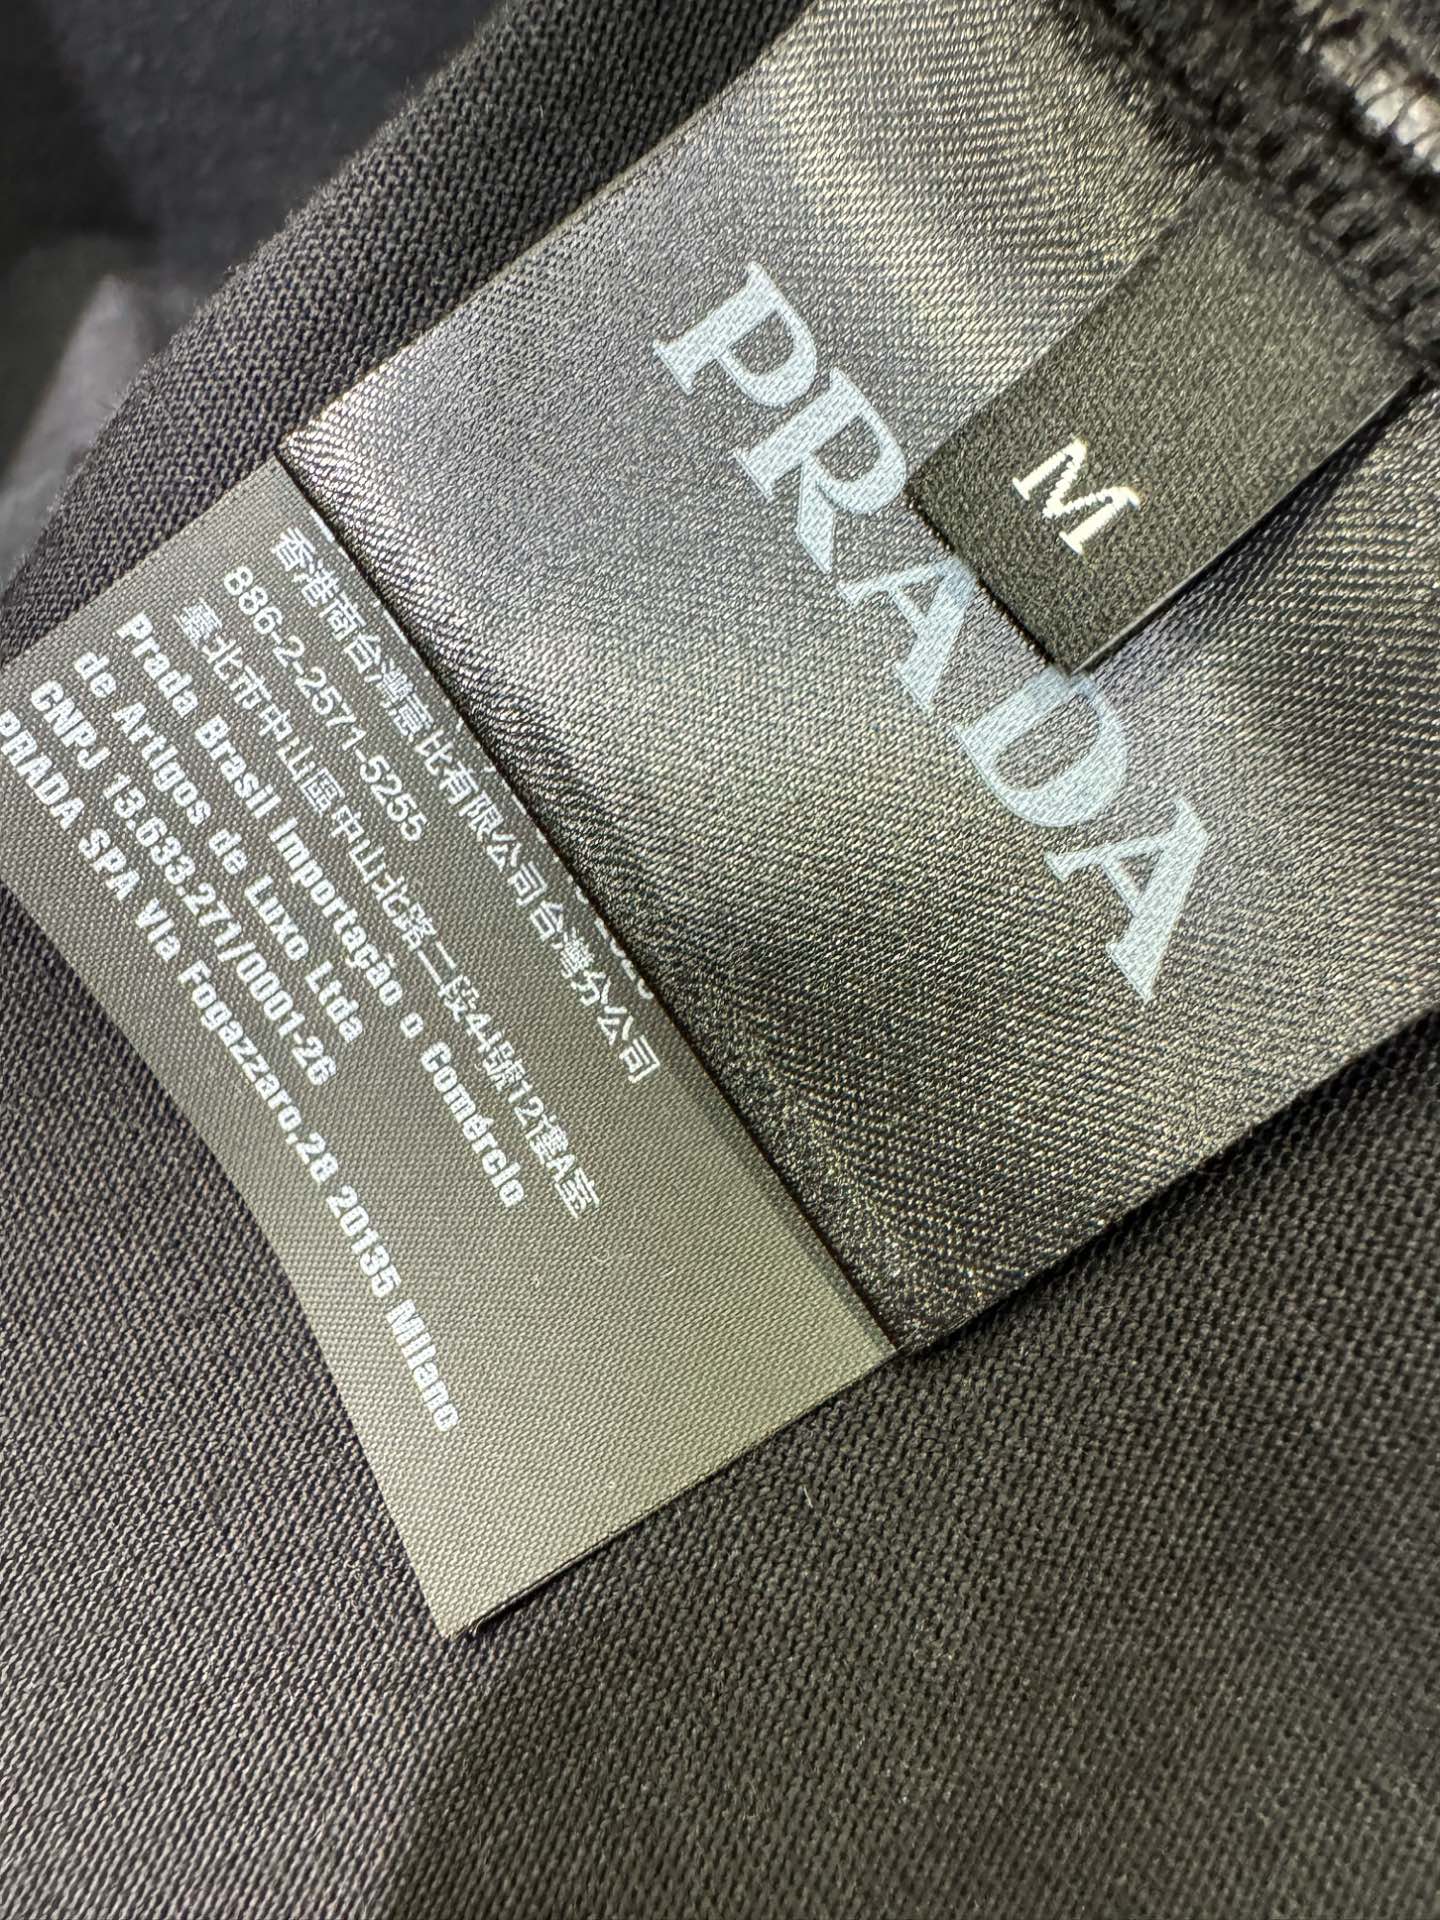 PRADA
M
香港商台灣意比有限公司台灣分公司
886-2-2571-5255
臺北市中山區中山北路二段44號12樓A室
Prada Brasil Importação o Comércio
de Artigos de Luxo Ltda
CNPJ 13.633.271/0001-26
PRADA SPA Via Fogazzaro,28 20135 Milano